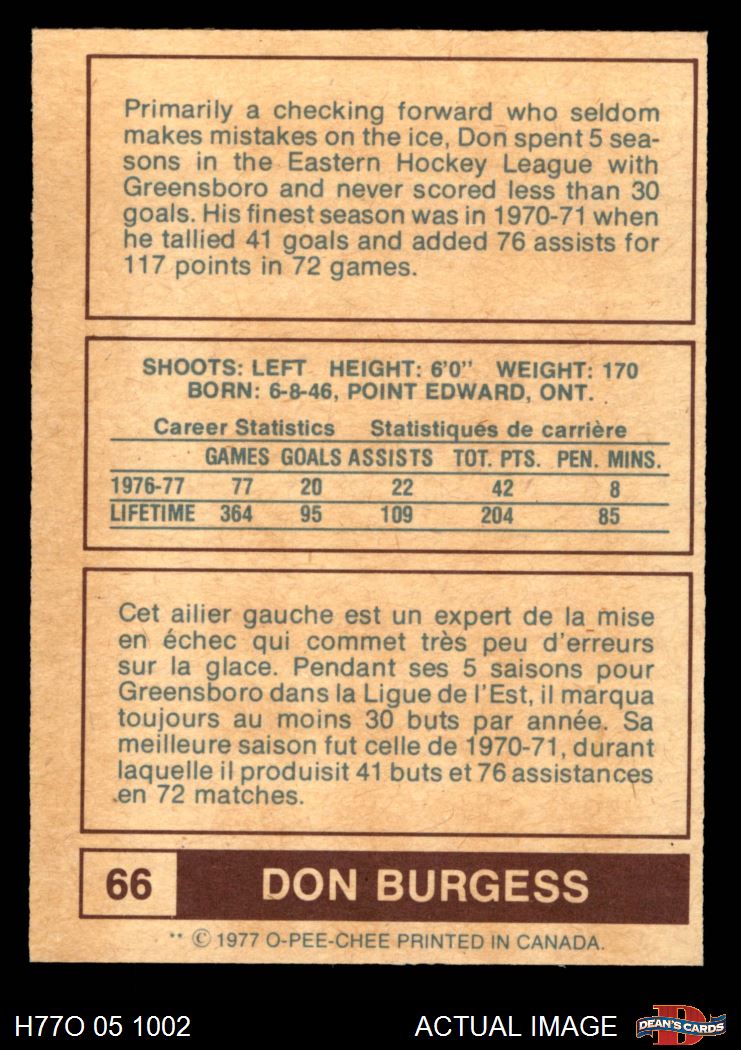 Primarily a checking forward who seldom
makes mistakes on the ice, Don spent 5 sea-
sons in the Eastern Hockey League with
Greensboro and never scored less than 30
goals. His finest season was in 1970-71 when
he tallied 41 goals and added 76 assists for
117 points in 72 games.
SHOOTS: LEFT HEIGHT: 6'0" WEIGHT: 170
BORN: 6-8-46, POINT EDWARD, ONT.
Career Statistics Statistiques de carrière
GAMES GOALS ASSISTS TOT. PTS. PEN. MINS.
1976-77 77 20 22 42 8
LIFETIME 364 95 109 204 85
Cet ailier gauche est un expert de la mise
en échec qui commet très peu d'erreurs
sur la glace. Pendant ses 5 saisons pour
Greensboro dans la Ligue de l'Est, il marqua
toujours au moins 30 buts par année. Sa
meilleure saison fut celle de 1970-71, durant
laquelle il produisit 41 buts et 76 assistances
en 72 matches.
66 DON BURGESS
** © 1977 O-PEE-CHEE PRINTED IN CANADA.
H77O 05 1002 ACTUAL IMAGE DEAN'S CARDS